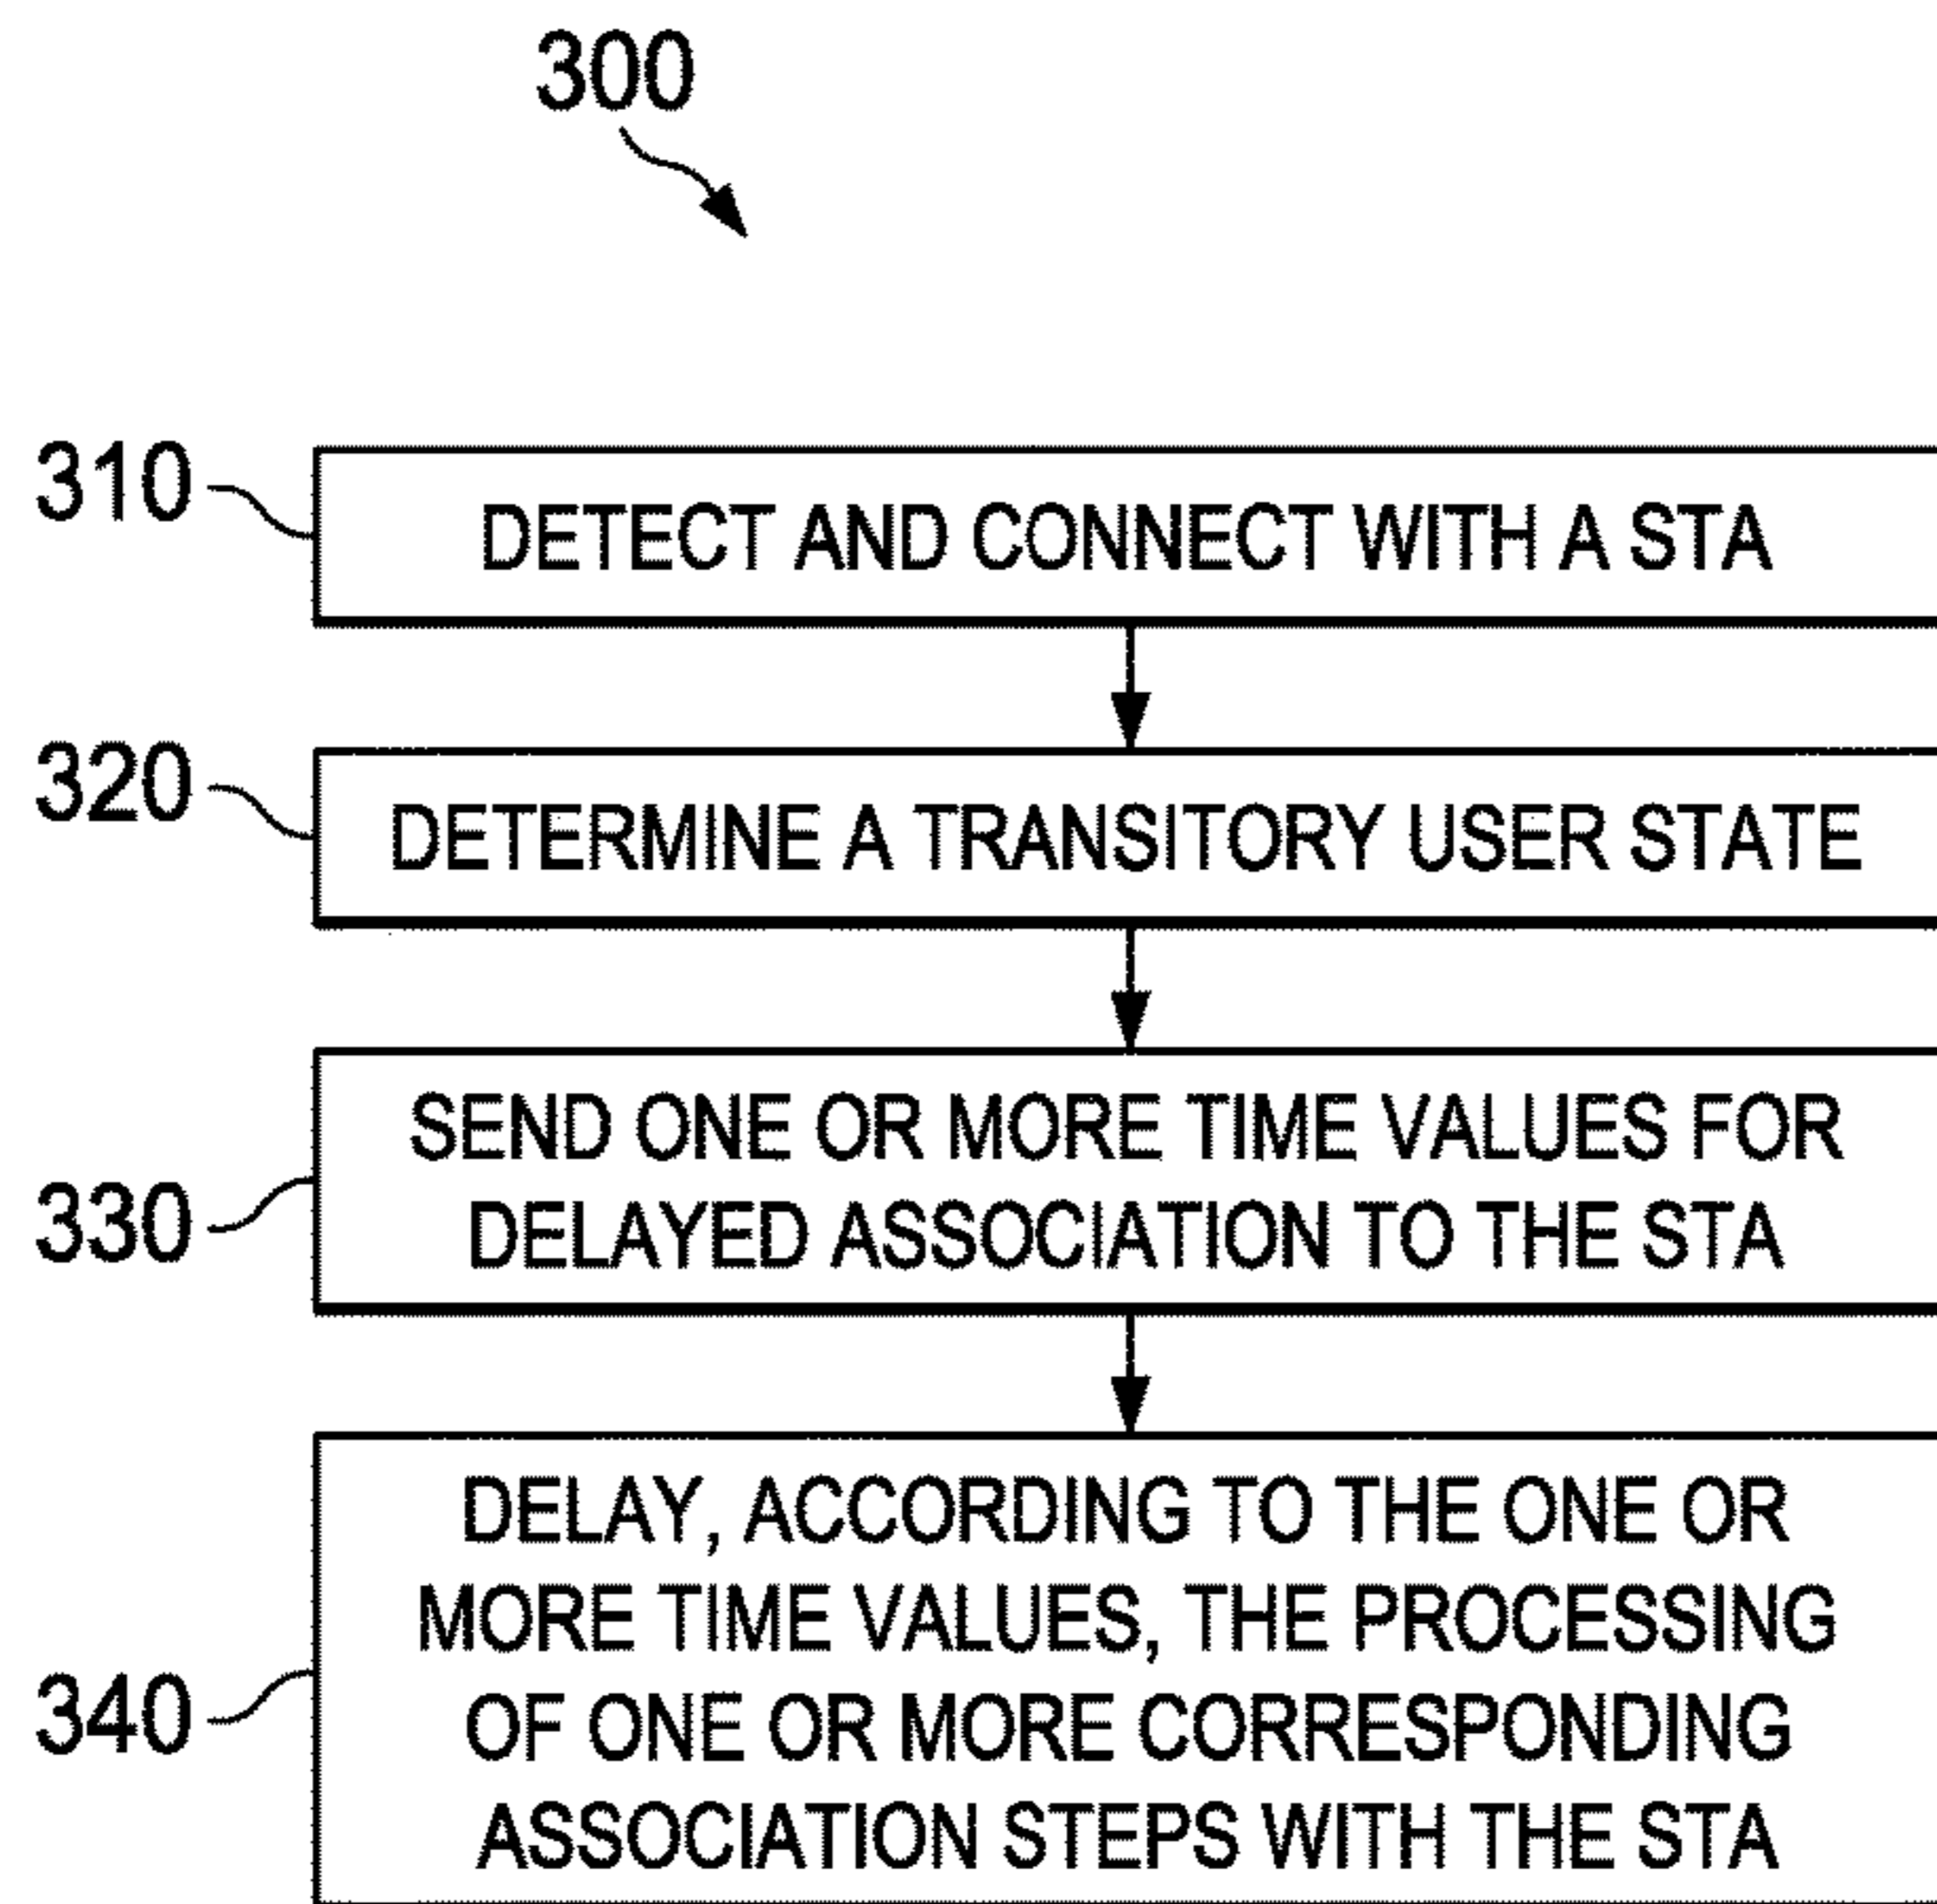 300
310
DETECT AND CONNECT WITH A STA
320
DETERMINE A TRANSITORY USER STATE
SEND ONE OR MORE TIME VALUES FOR
330
DELAYED ASSOCIATION TO THE STA
DELAY, ACCORDING TO THE ONE OR
MORE TIME VALUES, THE PROCESSING
340
OF ONE OR MORE CORRESPONDING
ASSOCIATION STEPS WITH THE STA